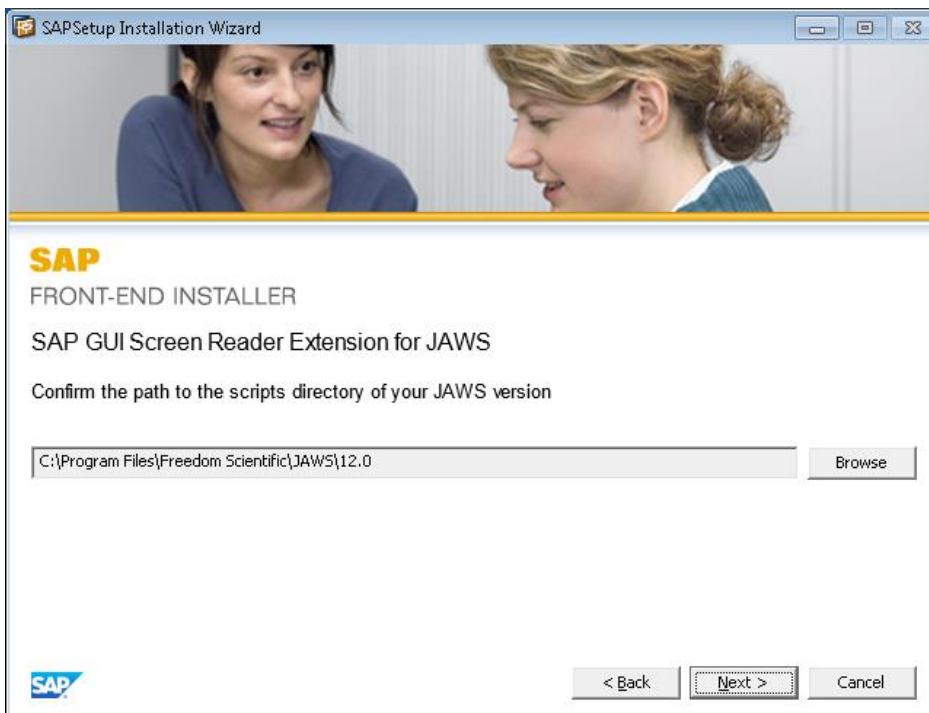 SAPSetup Installation Wizard
SAP
FRONT-END INSTALLER
SAP GUI Screen Reader Extension for JAWS
Confirm the path to the scripts directory of your JAWS version
C:\Program Files\Freedom Scientific\JAWS\12.0
Browse
SAP
< Back
Next >
Cancel